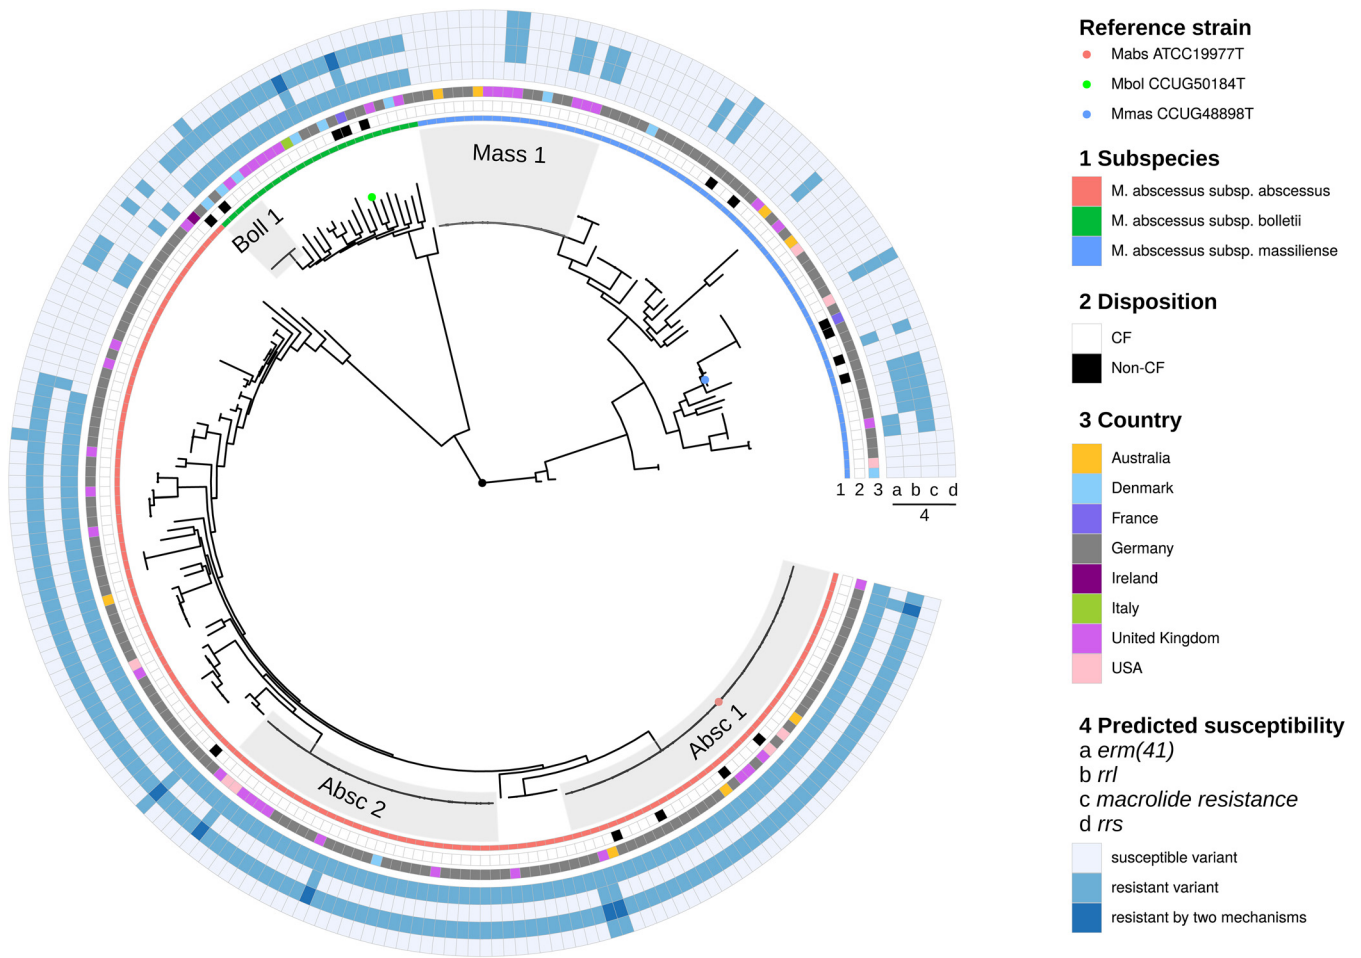 Mass 1
Boll 1
Absc 1
Absc 2
1 2 3 a b c d
4
Reference strain
Mabs ATCC19977T
Mbol CCUG50184T
Mmas CCUG48898T
1 Subspecies
M. abscessus subsp. abscessus
M. abscessus subsp. bolletii
M. abscessus subsp. massiliense
2 Disposition
CF
Non-CF
3 Country
Australia
Denmark
France
Germany
Ireland
Italy
United Kingdom
USA
4 Predicted susceptibility
a erm(41)
b rrl
c macrolide resistance
d rrs
susceptible variant
resistant variant
resistant by two mechanisms